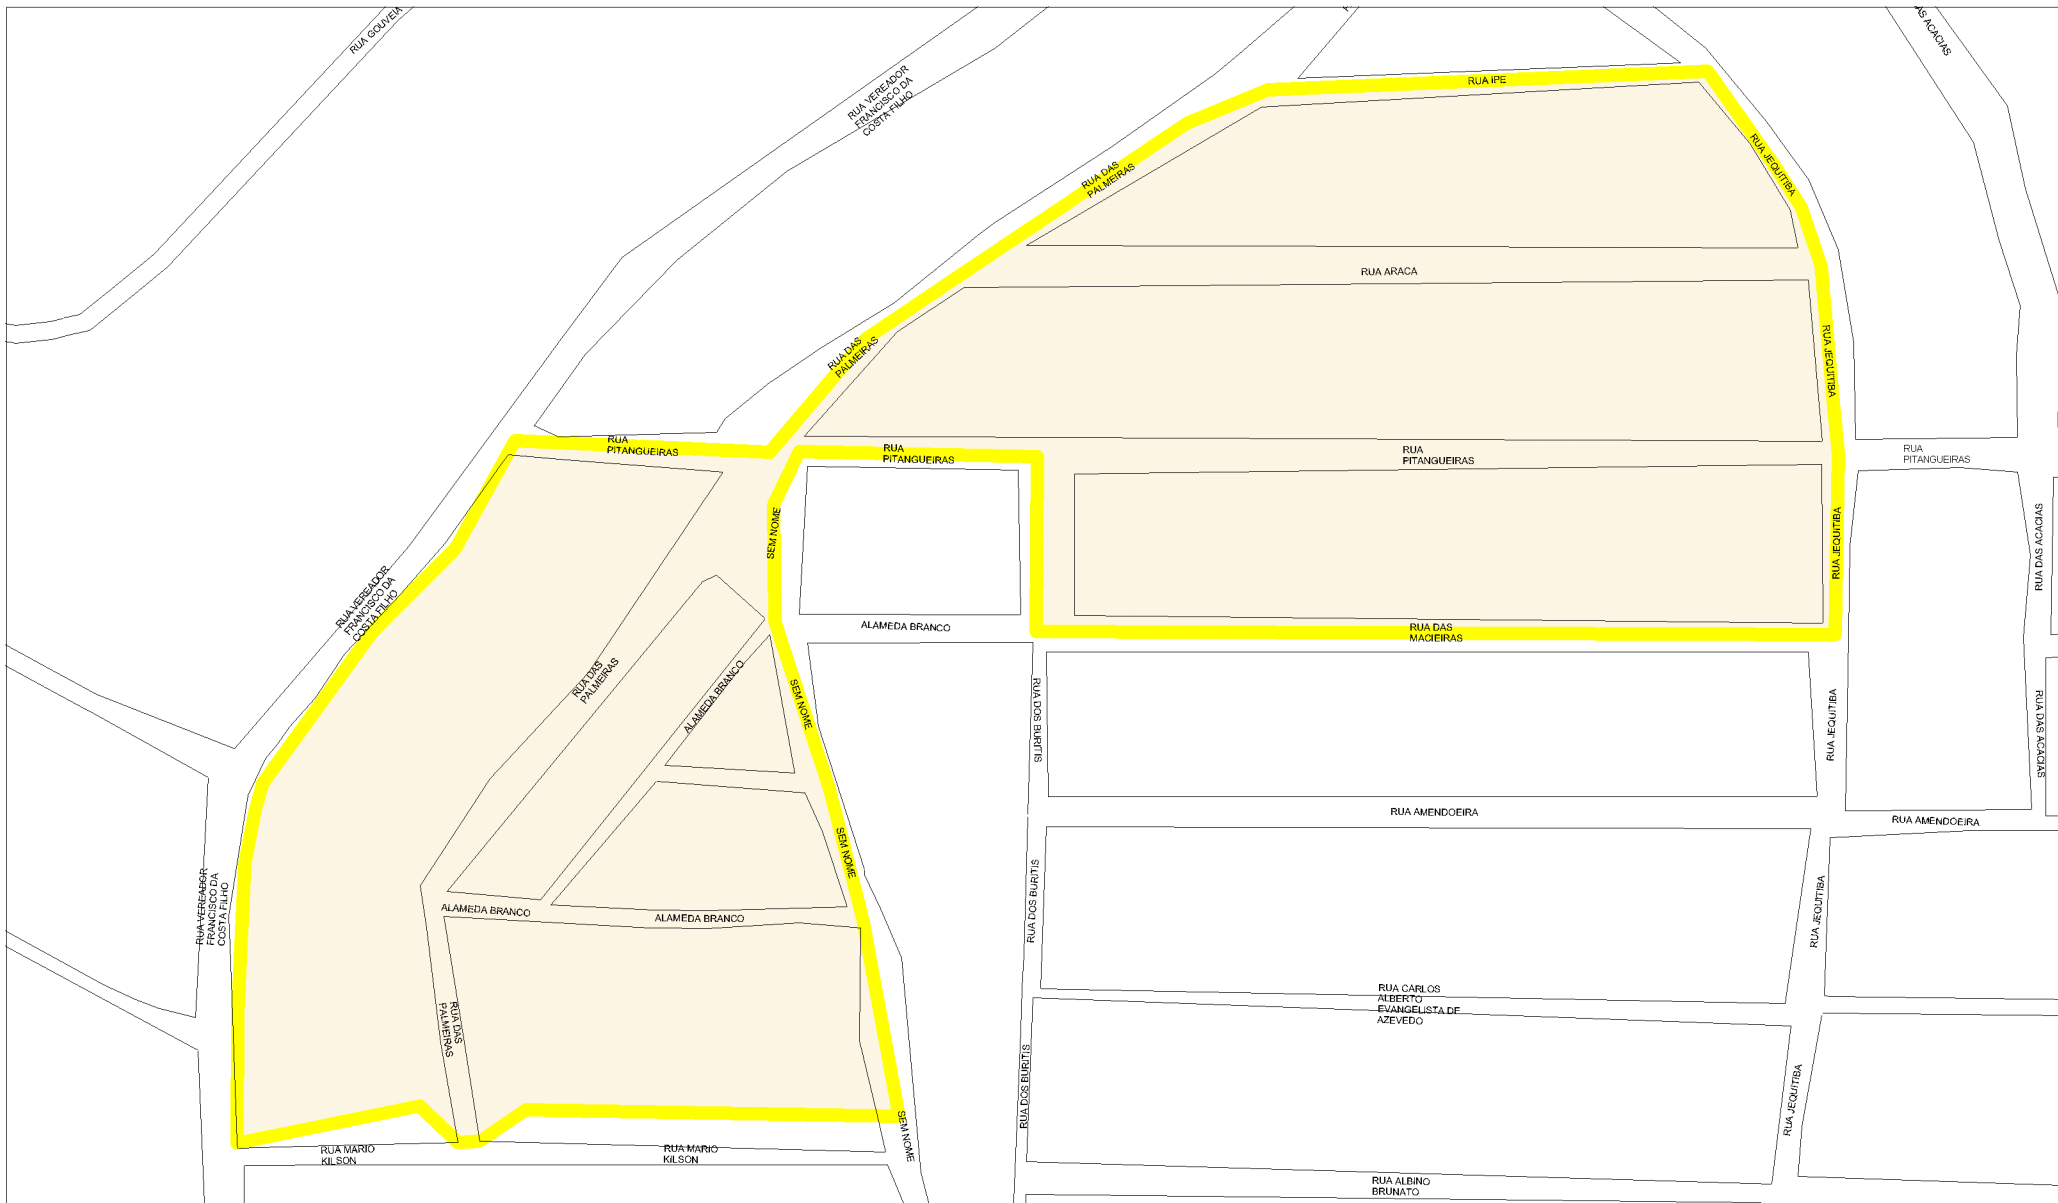 RUA GOUVEIA
AS ACACIAS
RUA VEREADOR
FRANCISCO DA
COSTA FILHO
RUA IPE
RUA JEQUITIBA
RUA DAS
PALMEIRAS
RUA ARACA
RUA DAS
PALMEIRAS
RUA JEQUITIBA
RUA
PITANGUEIRAS
RUA
PITANGUEIRAS
RUA
PITANGUEIRAS
RUA
PITANGUEIRAS
SEM NOME
RUA JEQUITIBA
RUA DAS ACACIAS
RUA VEREADOR
FRANCISCO DA
COSTA FILHO
ALAMEDA BRANCO
RUA DAS
MACIEIRAS
RUA DAS
PALMEIRAS
ALAMEDA BRANCO
SEM NOME
RUA DOS BURITIS
RUA JEQUITIBA
RUA DAS ACACIAS
RUA AMENDOEIRA
RUA AMENDOEIRA
SEM NOME
RUA VEREADOR
FRANCISCO DA
COSTA FILHO
ALAMEDA BRANCO
ALAMEDA BRANCO
RUA DOS BURITIS
RUA JEQUITIBA
RUA DAS
PALMEIRAS
RUA CARLOS
ALBERTO
EVANGELISTA DE
AZEVEDO
RUA DOS BURITIS
RUA JEQUITIBA
SEM NOME
RUA MARIO
KILSON
RUA MARIO
KILSON
RUA ALBINO
BRUNATO